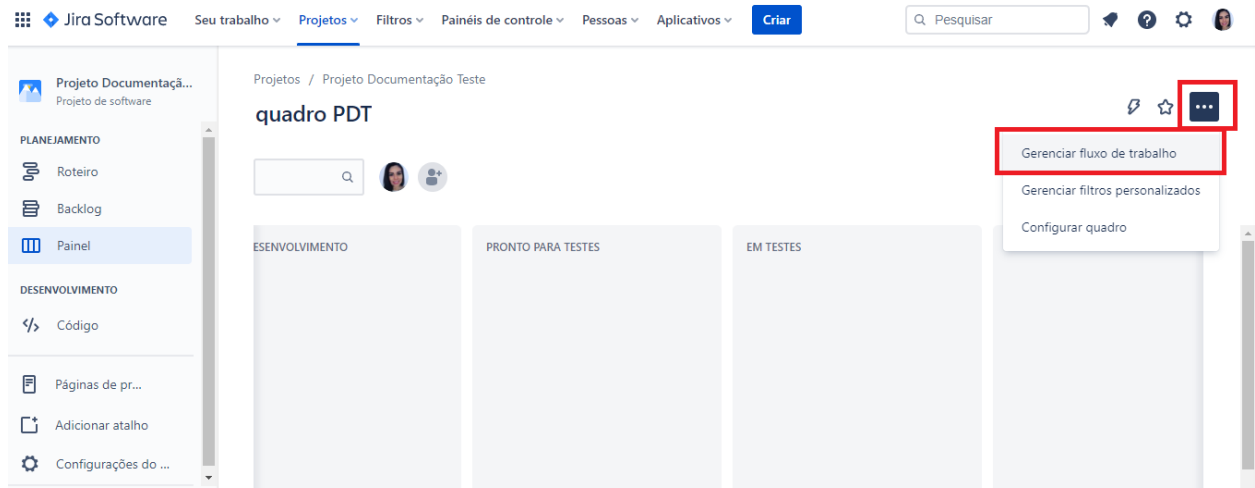 Jira Software Seu trabalho Projetos Filtros Painéis de controle Pessoas Aplicativos Criar Pesquisar
Projeto Documentaçã...
Projeto de software
PLANEJAMENTO
Roteiro
Backlog
Painel
DESENVOLVIMENTO
Código
Páginas de pr...
Adicionar atalho
Configurações do ...
Projetos / Projeto Documentação Teste
quadro PDT
Gerenciar fluxo de trabalho
Gerenciar filtros personalizados
Configurar quadro
ESENVOLVIMENTO PRONTO PARA TESTES EM TESTES